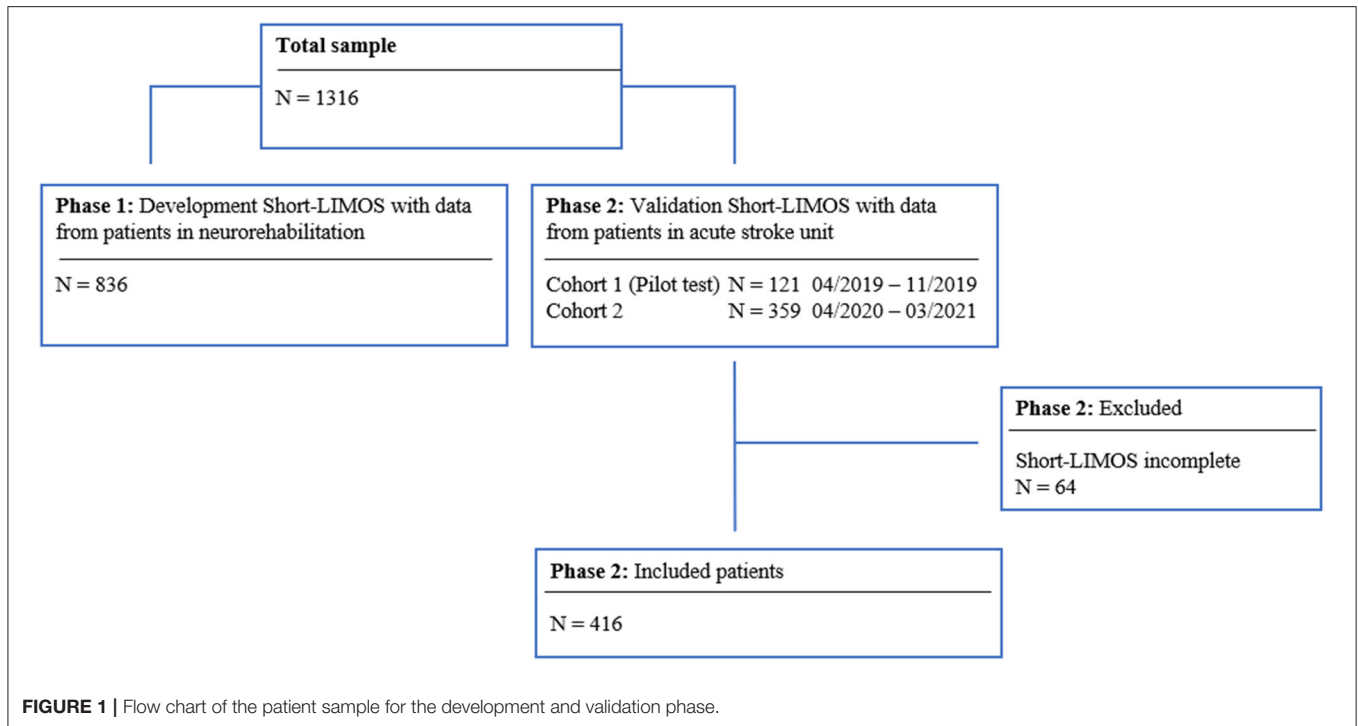 Total sample
N = 1316
Phase 1: Development Short-LIMOS with data
from patients in neurorehabilitation
N = 836
Phase 2: Validation Short-LIMOS with data
from patients in acute stroke unit
Cohort 1 (Pilot test) N = 121 04/2019 – 11/2019
Cohort 2 N = 359 04/2020 – 03/2021
Phase 2: Excluded
Short-LIMOS incomplete
N = 64
Phase 2: Included patients
N = 416
FIGURE 1 | Flow chart of the patient sample for the development and validation phase.